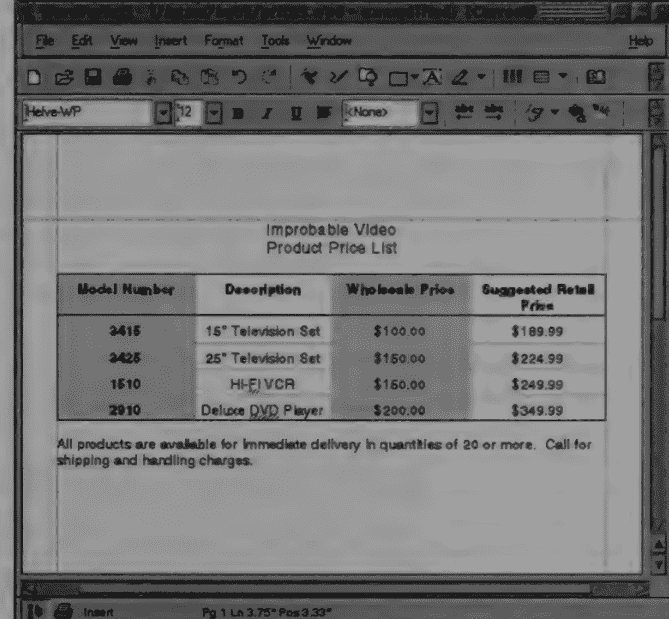 File Edit View Insert Format Tools Window Help
Helve-WP 12 B I U <None> abc abc
Improbable Video
Product Price List
Model Number Description Wholesale Price Suggested Retail
Price
3415 15" Television Set $100.00 $189.99
3425 25" Television Set $150.00 $224.99
1510 HI-FI VCR $150.00 $249.99
2910 Deluxe DVD Player $200.00 $349.99
All products are available for immediate delivery in quantities of 20 or more. Call for
shipping and handling charges.
Insert Pg 1 Ln 3.75" Pos 3.33"